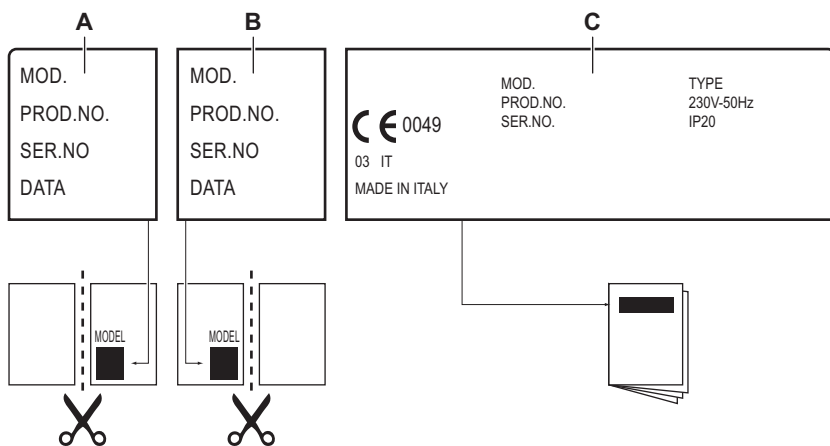 A
B
C
MOD.
PROD.NO.
SER.NO
DATA
MOD.
PROD.NO.
SER.NO
DATA
MOD.
PROD.NO.
SER.NO.
TYPE
230V-50Hz
IP20
CE 0049
03 IT
MADE IN ITALY
MODEL
MODEL